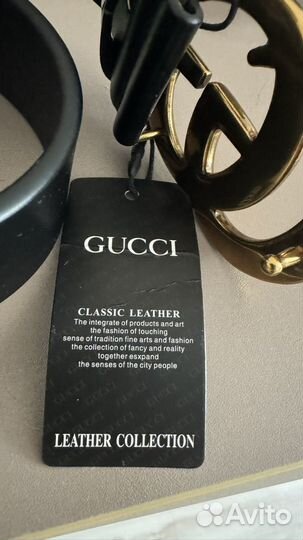 GUCCI
CLASSIC LEATHER
The integrate of products and art
the fashion of touching
sense of tradition fine arts and fashion
the collection of fancy and reality
together esxpand
the senses of the city people
LEATHER COLLECTION
Avito